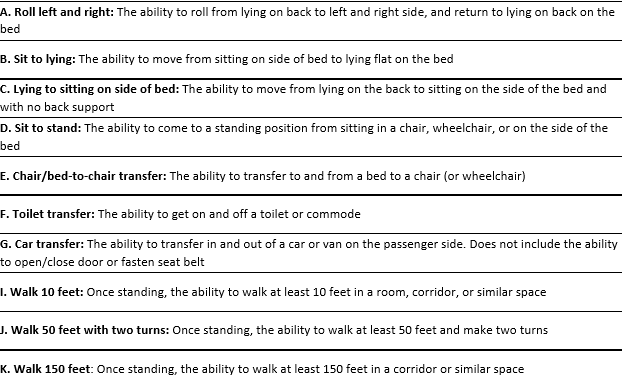 A. Roll left and right: The ability to roll from lying on back to left and right side, and return to lying on back on the
bed
B. Sit to lying: The ability to move from sitting on side of bed to lying flat on the bed
C. Lying to sitting on side of bed: The ability to move from lying on the back to sitting on the side of the bed and
with no back support
D. Sit to stand: The ability to come to a standing position from sitting in a chair, wheelchair, or on the side of the
bed
E. Chair/bed-to-chair transfer: The ability to transfer to and from a bed to a chair (or wheelchair)
F. Toilet transfer: The ability to get on and off a toilet or commode
G. Car transfer: The ability to transfer in and out of a car or van on the passenger side. Does not include the ability
to open/close door or fasten seat belt
I. Walk 10 feet: Once standing, the ability to walk at least 10 feet in a room, corridor, or similar space
J. Walk 50 feet with two turns: Once standing, the ability to walk at least 50 feet and make two turns
K. Walk 150 feet: Once standing, the ability to walk at least 150 feet in a corridor or similar space